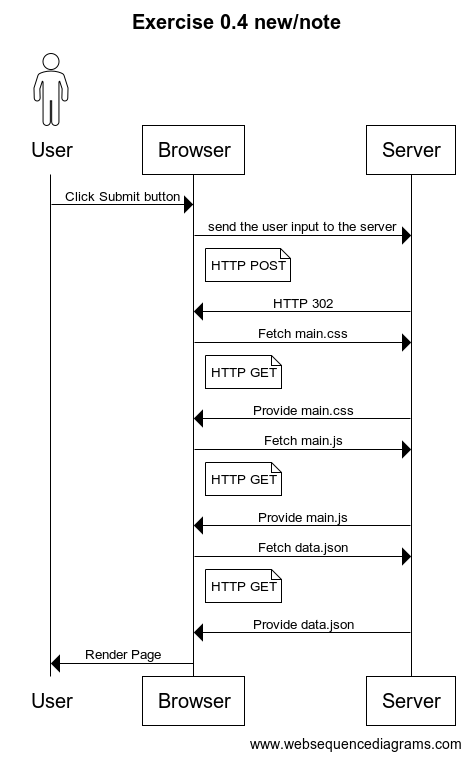 Exercise 0.4 new/note
User
Browser
Server
Click Submit button
send the user input to the server
HTTP POST
HTTP 302
Fetch main.css
HTTP GET
Provide main.css
Fetch main.js
HTTP GET
Provide main.js
Fetch data.json
HTTP GET
Provide data.json
Render Page
User
Browser
Server
www.websequencediagrams.com